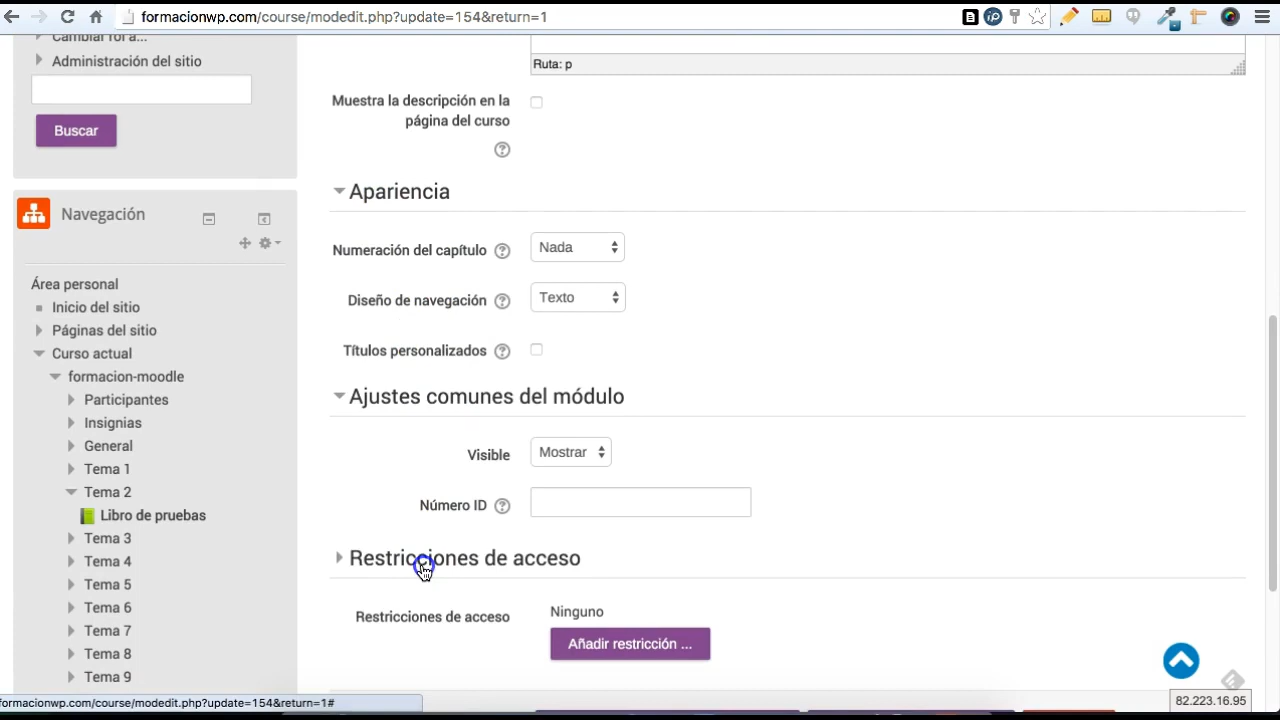 formacionwp.com/course/modedit.php?update=154&return=1
Cambiar rol a...
Administración del sitio
Buscar
Navegación
Área personal
Inicio del sitio
Páginas del sitio
Curso actual
formacion-moodle
Participantes
Insignias
General
Tema 1
Tema 2
Libro de pruebas
Tema 3
Tema 4
Tema 5
Tema 6
Tema 7
Tema 8
Tema 9
Ruta: p
Muestra la descripción en la
página del curso
Apariencia
Numeración del capítulo
Nada
Diseño de navegación
Texto
Títulos personalizados
Ajustes comunes del módulo
Visible
Mostrar
Número ID
Restricciones de acceso
Restricciones de acceso
Ninguno
Añadir restricción ...
formacionwp.com/course/modedit.php?update=154&return=1#
82.223.16.95